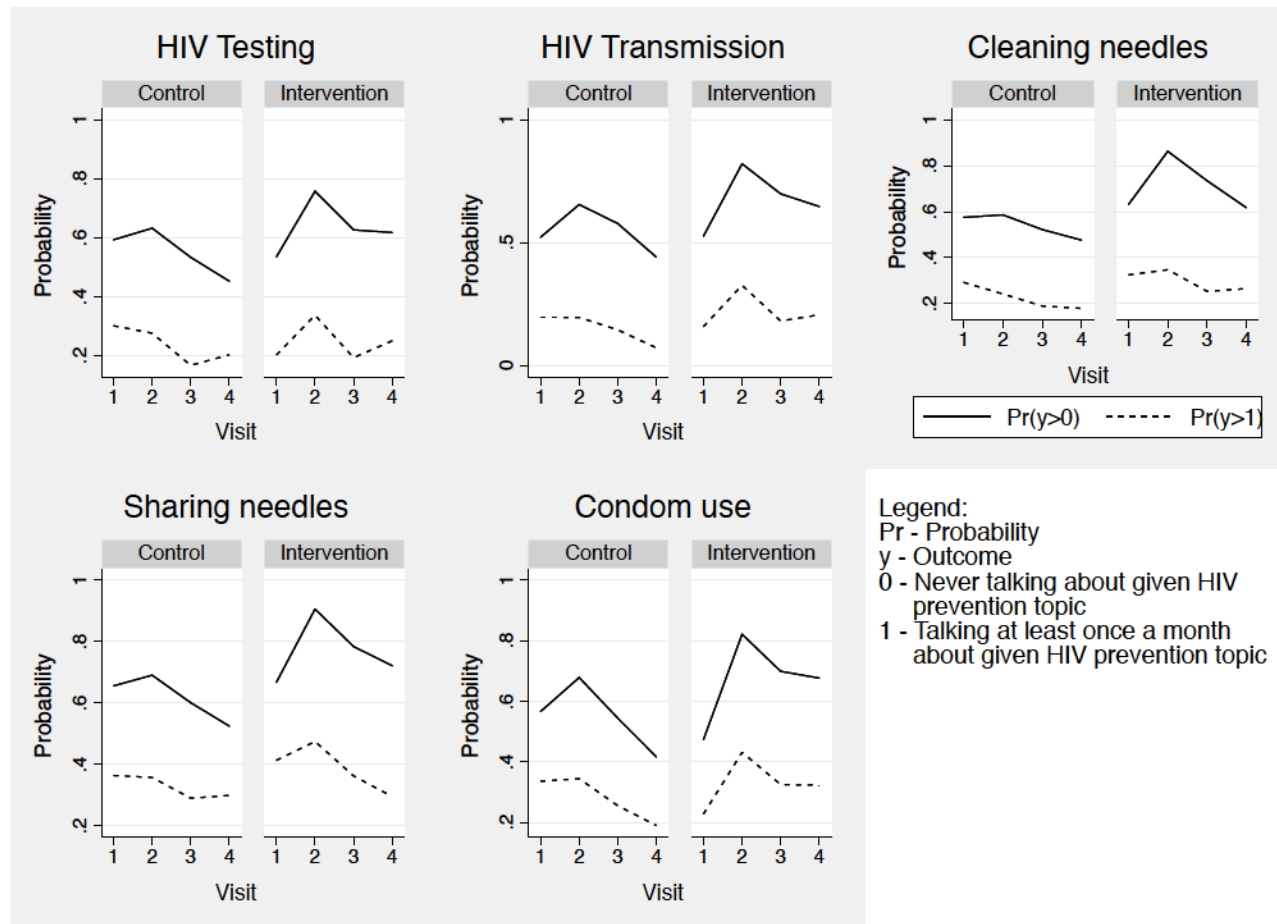 HIV Testing
Control
Intervention
Probability
1
.8
.6
.4
.2
1 2 3 4
1 2 3 4
Visit
HIV Transmission
Control
Intervention
Probability
1
.5
0
1 2 3 4
1 2 3 4
Visit
Cleaning needles
Control
Intervention
Probability
1
.8
.6
.4
.2
1 2 3 4
1 2 3 4
Visit
Pr(y>0) Pr(y>1)
Sharing needles
Control
Intervention
Probability
1
.8
.6
.4
.2
1 2 3 4
1 2 3 4
Visit
Condom use
Control
Intervention
Probability
1
.8
.6
.4
.2
1 2 3 4
1 2 3 4
Visit
Legend:
Pr - Probability
y - Outcome
0 - Never talking about given HIV
prevention topic
1 - Talking at least once a month
about given HIV prevention topic